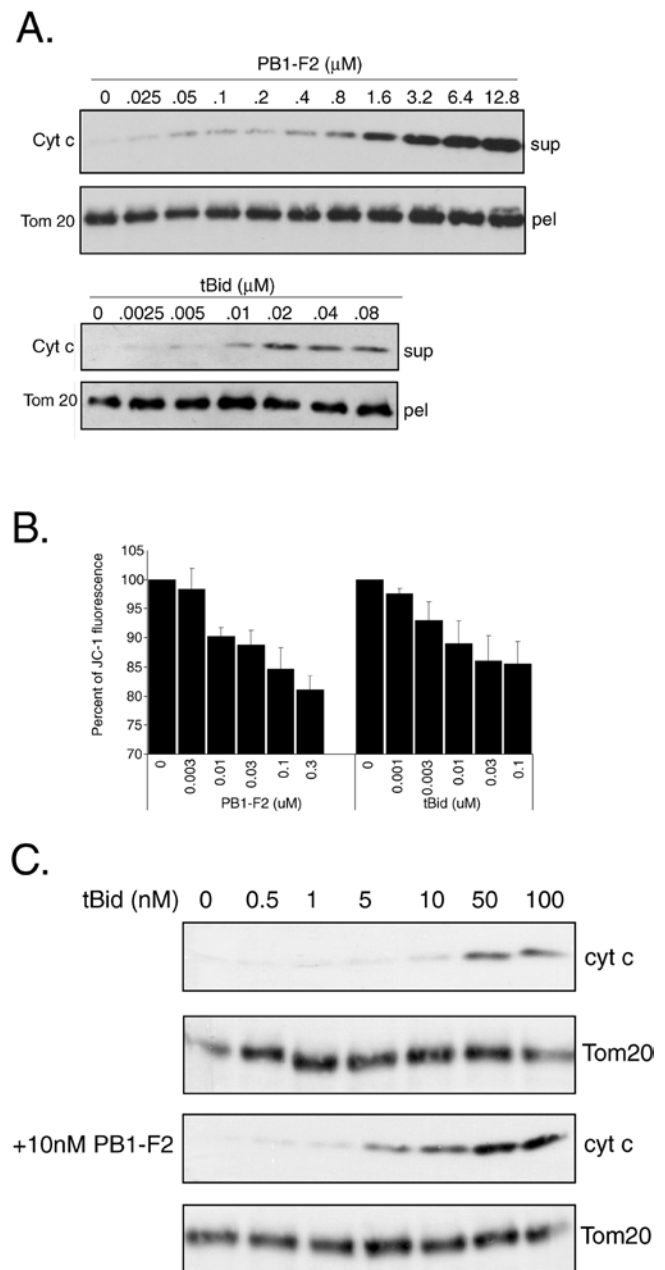 A.
PB1-F2 (μM)
0 .025 .05 .1 .2 .4 .8 1.6 3.2 6.4 12.8
Cyt c sup
Tom 20 pel
tBid (μM)
0 .0025 .005 .01 .02 .04 .08
Cyt c sup
Tom 20 pel
B.
Percent of JC-1 fluorescence
105
100
95
90
85
80
75
70
0 0.003 0.01 0.03 0.1 0.3 0 0.001 0.003 0.01 0.03 0.1
PB1-F2 (uM) tBid (uM)
C.
tBid (nM) 0 0.5 1 5 10 50 100
cyt c
Tom20
+10nM PB1-F2 cyt c
Tom20